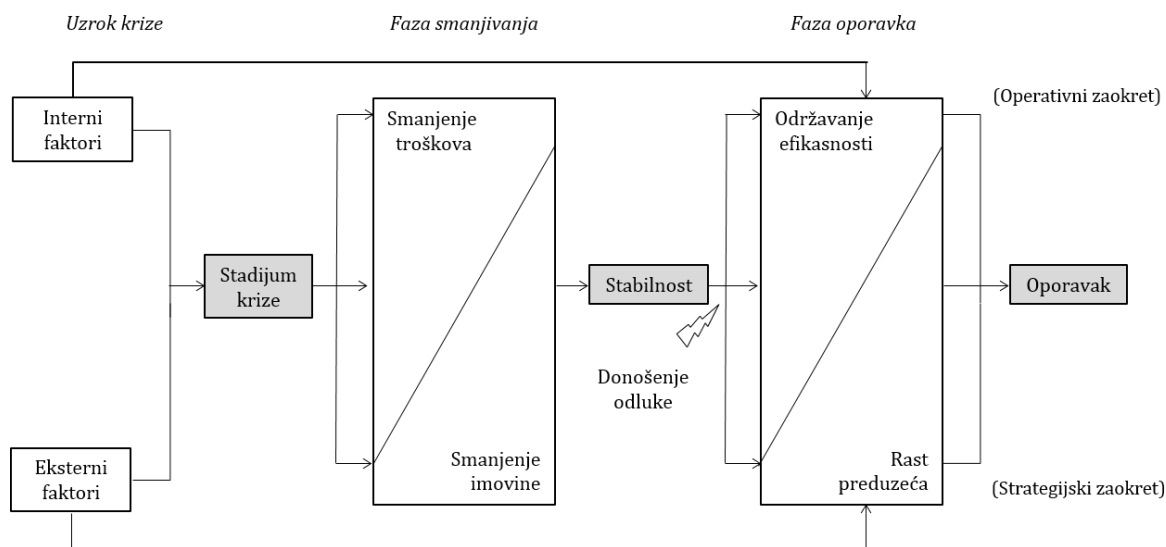 Uzrok krize
Faza smanjivanja
Faza oporavka
Interni
faktori
Smanjenje
troškova
Održavanje
efikasnosti
(Operativni zaokret)
Stadijum
krize
Stabilnost
Oporavak
Donošenje
odluke
Eksterni
faktori
Smanjenje
imovine
Rast
preduzeća
(Strategijski zaokret)